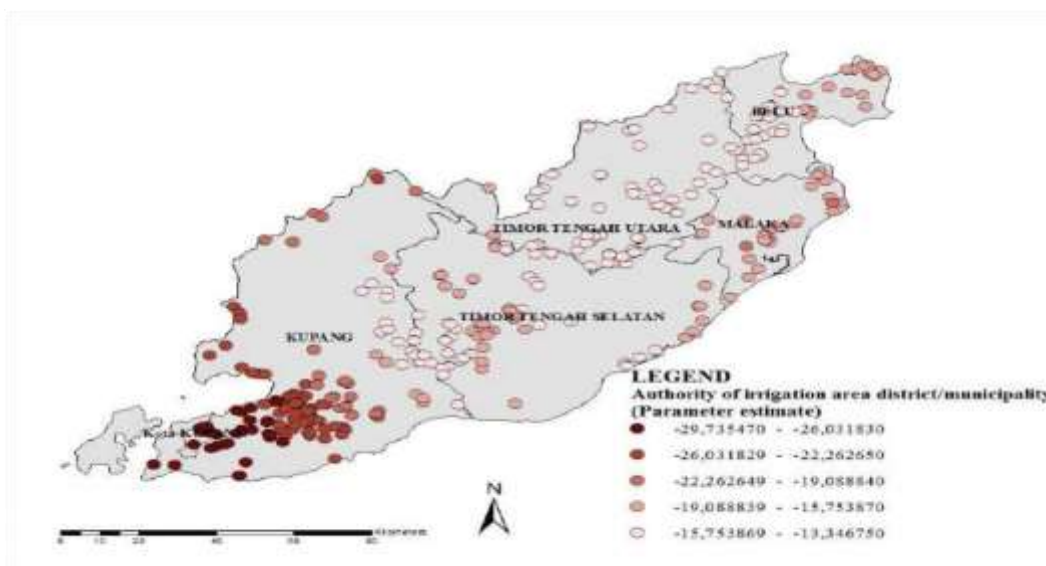 TIMOR TENGAH UTARA
MALAKA
TIMOR TENGAH SELATAN
KUPANG
LEGEND
Authority of irrigation area district/municipality
(Parameter estimate)
-29,735470 - -26,031830
-26,031829 - -22,262650
-22,262649 - -19,088840
-19,088839 - -15,753870
-15,753869 - -13,346750
N